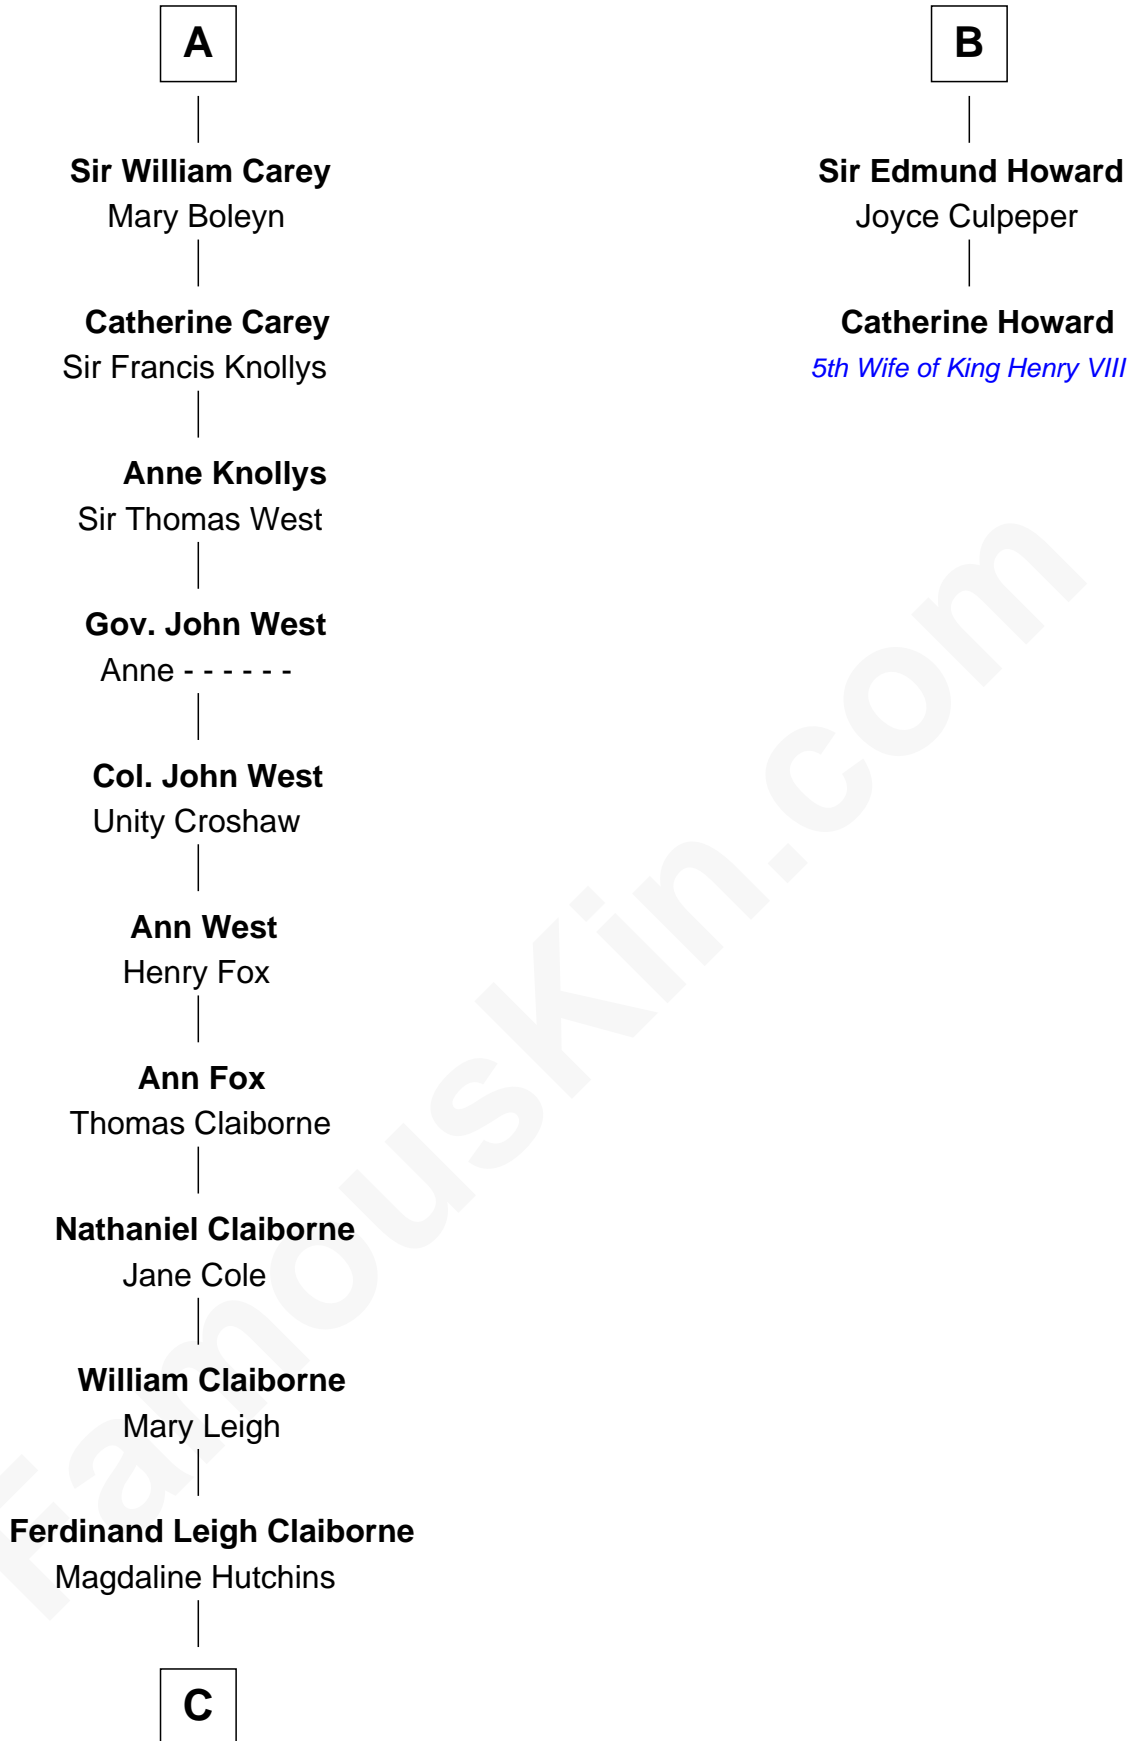 A
Sir William Carey
Mary Boleyn
Catherine Carey
Sir Francis Knollys
Anne Knollys
Sir Thomas West
Gov. John West
Anne - - - - - -
Col. John West
Unity Croshaw
Ann West
Henry Fox
Ann Fox
Thomas Claiborne
Nathaniel Claiborne
Jane Cole
William Claiborne
Mary Leigh
Ferdinand Leigh Claiborne
Magdaline Hutchins
C
B
Sir Edmund Howard
Joyce Culpeper
Catherine Howard
5th Wife of King Henry VIII
FamousKin.com